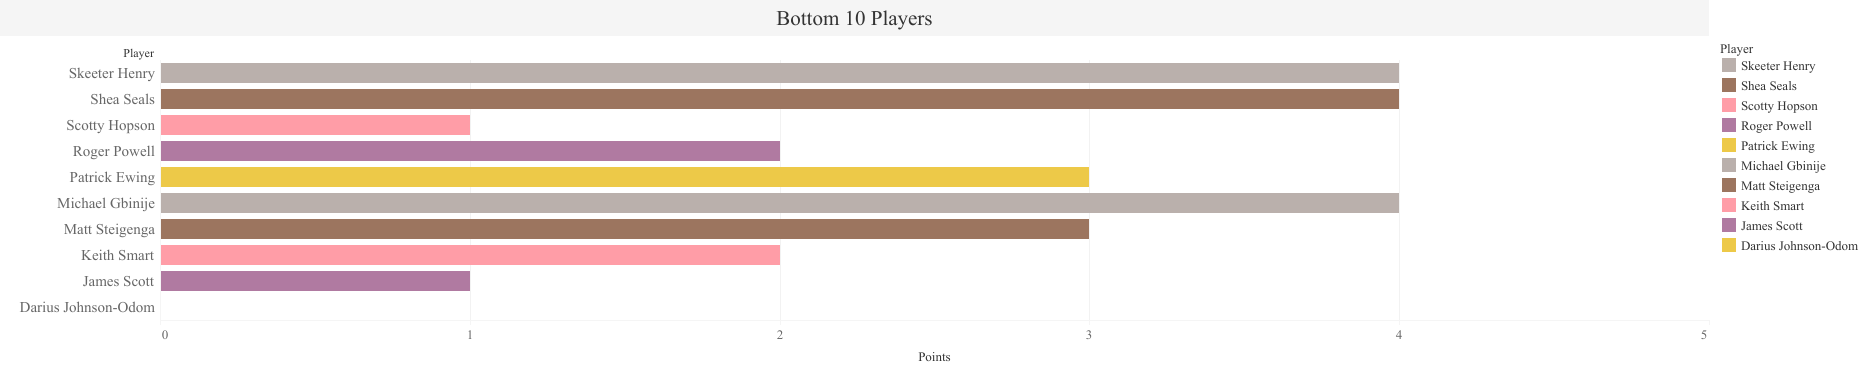 Bottom 10 Players
Player
Skeeter Henry
Shea Seals
Scotty Hopson
Roger Powell
Patrick Ewing
Michael Gbinije
Matt Steigenga
Keith Smart
James Scott
Darius Johnson-Odom
0 1 2 3 4 5
Points
Player
Skeeter Henry
Shea Seals
Scotty Hopson
Roger Powell
Patrick Ewing
Michael Gbinije
Matt Steigenga
Keith Smart
James Scott
Darius Johnson-Odom